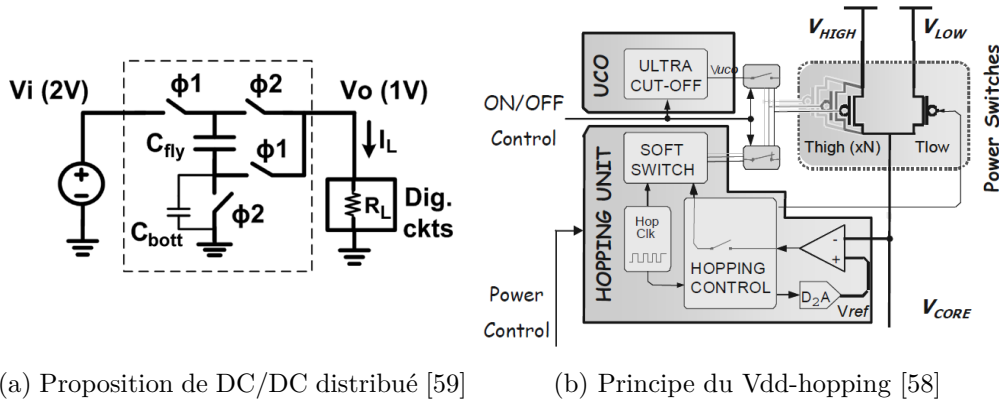 Vi (2V)
ϕ1
ϕ2
Vo (1V)
C_fly
ϕ1
I_L
C_bott
ϕ2
R_L
Dig.
ckts
(a) Proposition de DC/DC distribué [59]
V_HIGH
V_LOW
UCO
ULTRA
CUT-OFF
Vuco
ON/OFF
Control
Thigh (xN)
Tlow
Power Switches
HOPPING UNIT
SOFT
SWITCH
Hop
Clk
HOPPING
CONTROL
-
+
D2A
Vref
Power
Control
V_CORE
(b) Principe du Vdd-hopping [58]